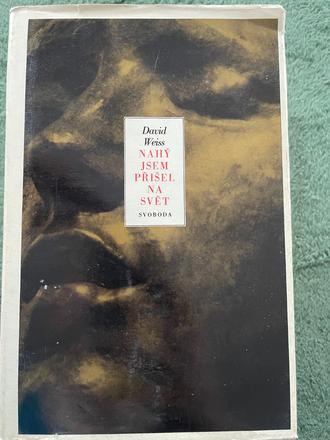 David
Weiss
NAHÝ
JSEM
PŘIŠEL
NA
SVĚT
SVOBODA